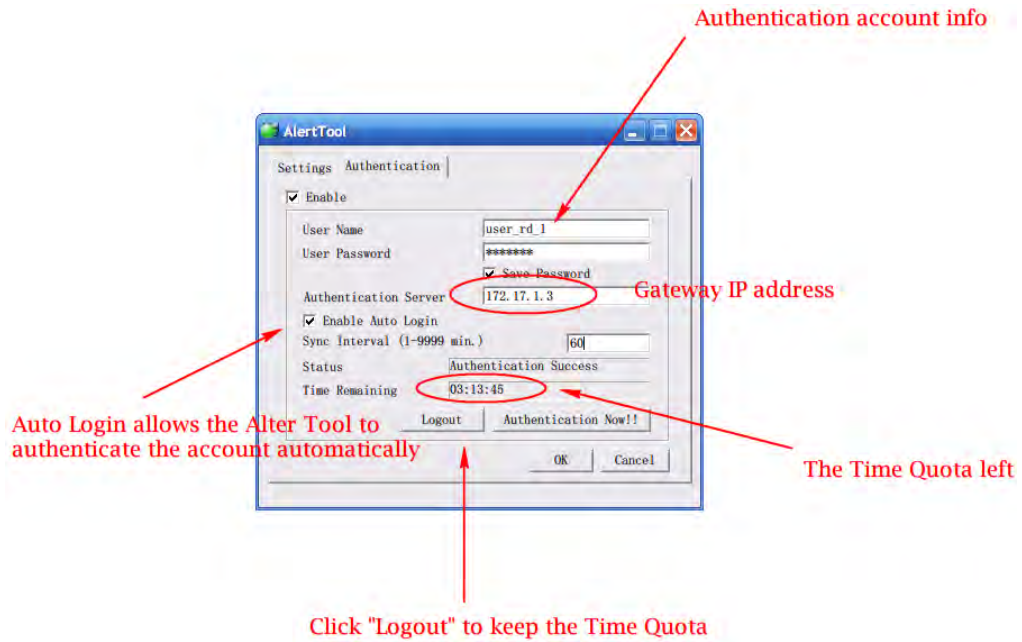 Authentication account info
AlertTool
Settings Authentication
Enable
User Name user_rd_1
User Password *******
Save Password
Authentication Server 172.17.1.3 Gateway IP address
Enable Auto Login
Sync Interval (1-9999 min.) 60
Status Authentication Success
Time Remaining 03:13:45
Logout Authentication Now!!
Auto Login allows the Alter Tool to
authenticate the account automatically
OK Cancel
The Time Quota left
Click "Logout" to keep the Time Quota